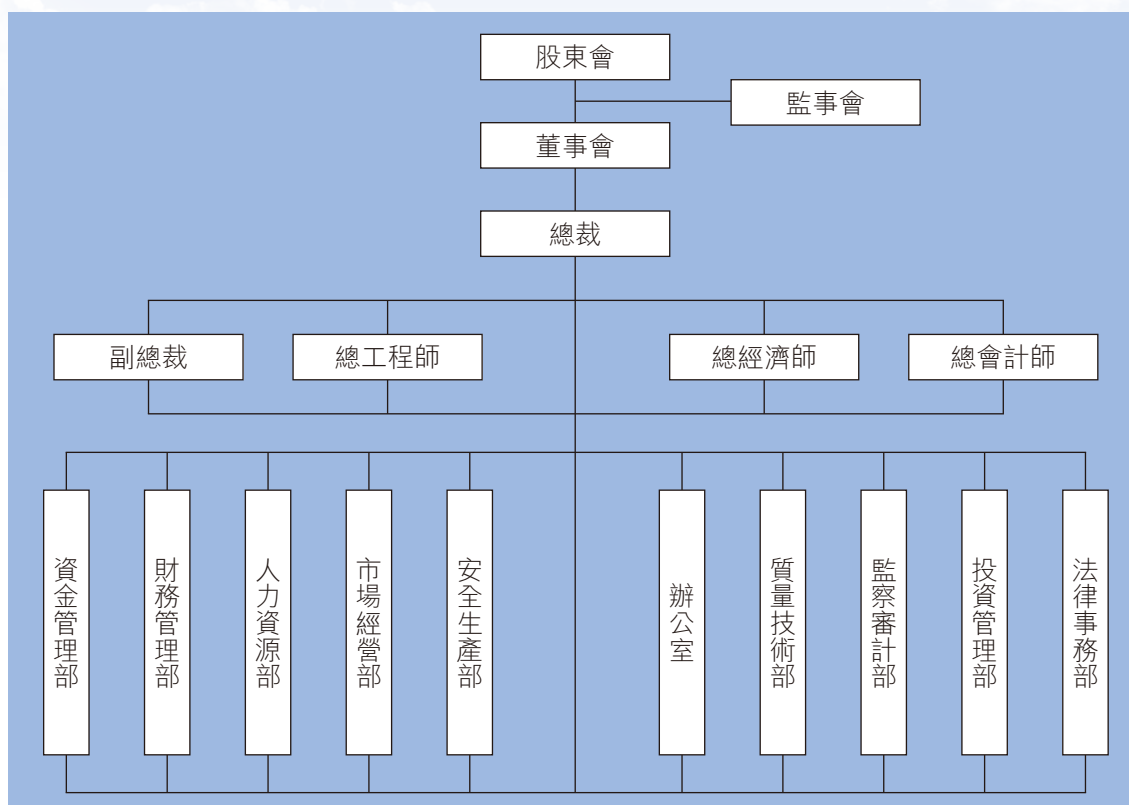 股東會
監事會
董事會
總裁
副總裁
總工程師
總經濟師
總會計師
資金管理部
財務管理部
人力資源部
市場經營部
安全生產部
辦公室
質量技術部
監察審計部
投資管理部
法律事務部